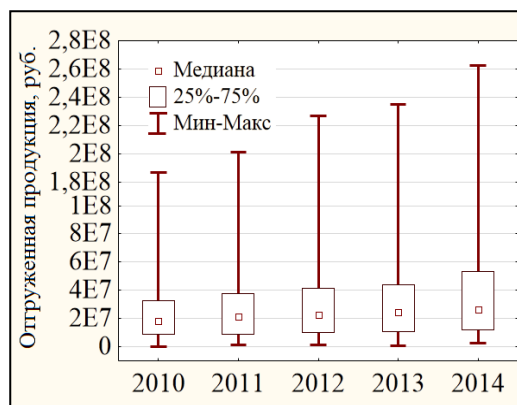 Отгруженная продукция, руб.
2,8E8
2,6E8
2,4E8
2,2E8
2E8
1,8E8
1E8
8E7
6E7
4E7
2E7
0
Медиана
25%-75%
Мин-Макс
2010 2011 2012 2013 2014